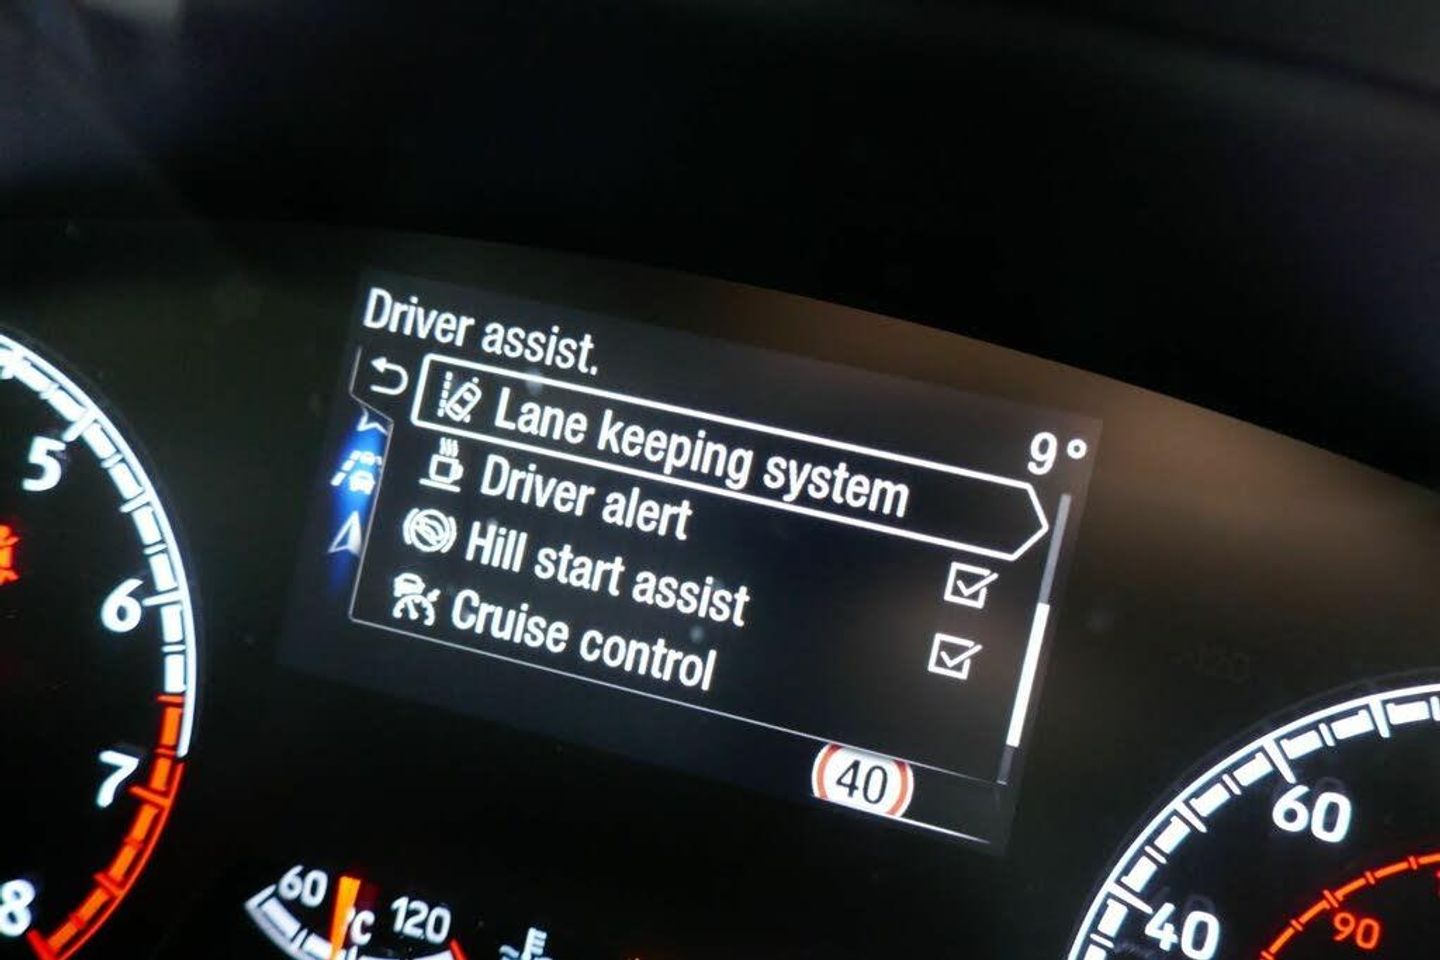 Driver assist.
9°
Lane keeping system
Driver alert
Hill start assist
Cruise control
40
5
6
7
8
60
120
°C
60
40
90